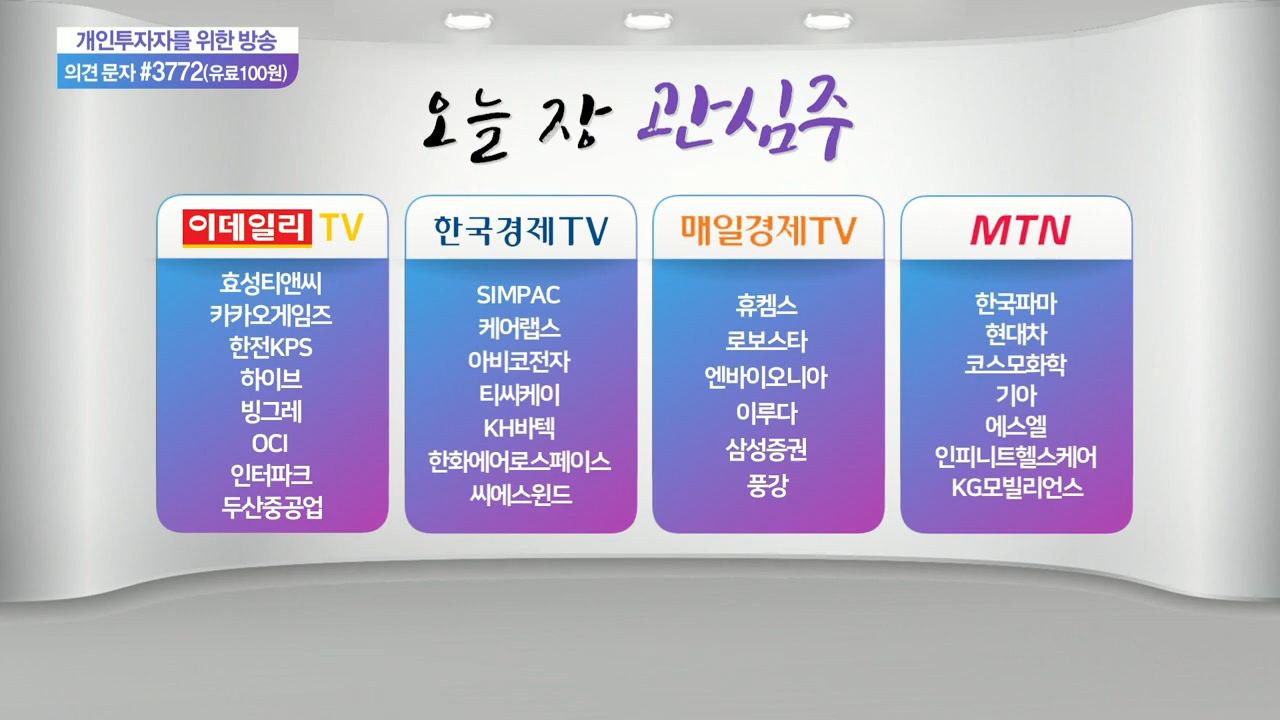 개인투자자를 위한 방송
의견 문자 #3772(유료100원)
오늘 장 관심주
이데일리 TV
효성티앤씨
카카오게임즈
한전KPS
하이브
빙그레
OCI
인터파크
두산중공업
한국경제TV
SIMPAC
케어랩스
아비코전자
티씨케이
KH바텍
한화에어로스페이스
씨에스윈드
매일경제TV
휴켐스
로보스타
엔바이오니아
이루다
삼성증권
풍강
MTN
한국파마
현대차
코스모화학
기아
에스엘
인피니트헬스케어
KG모빌리언스